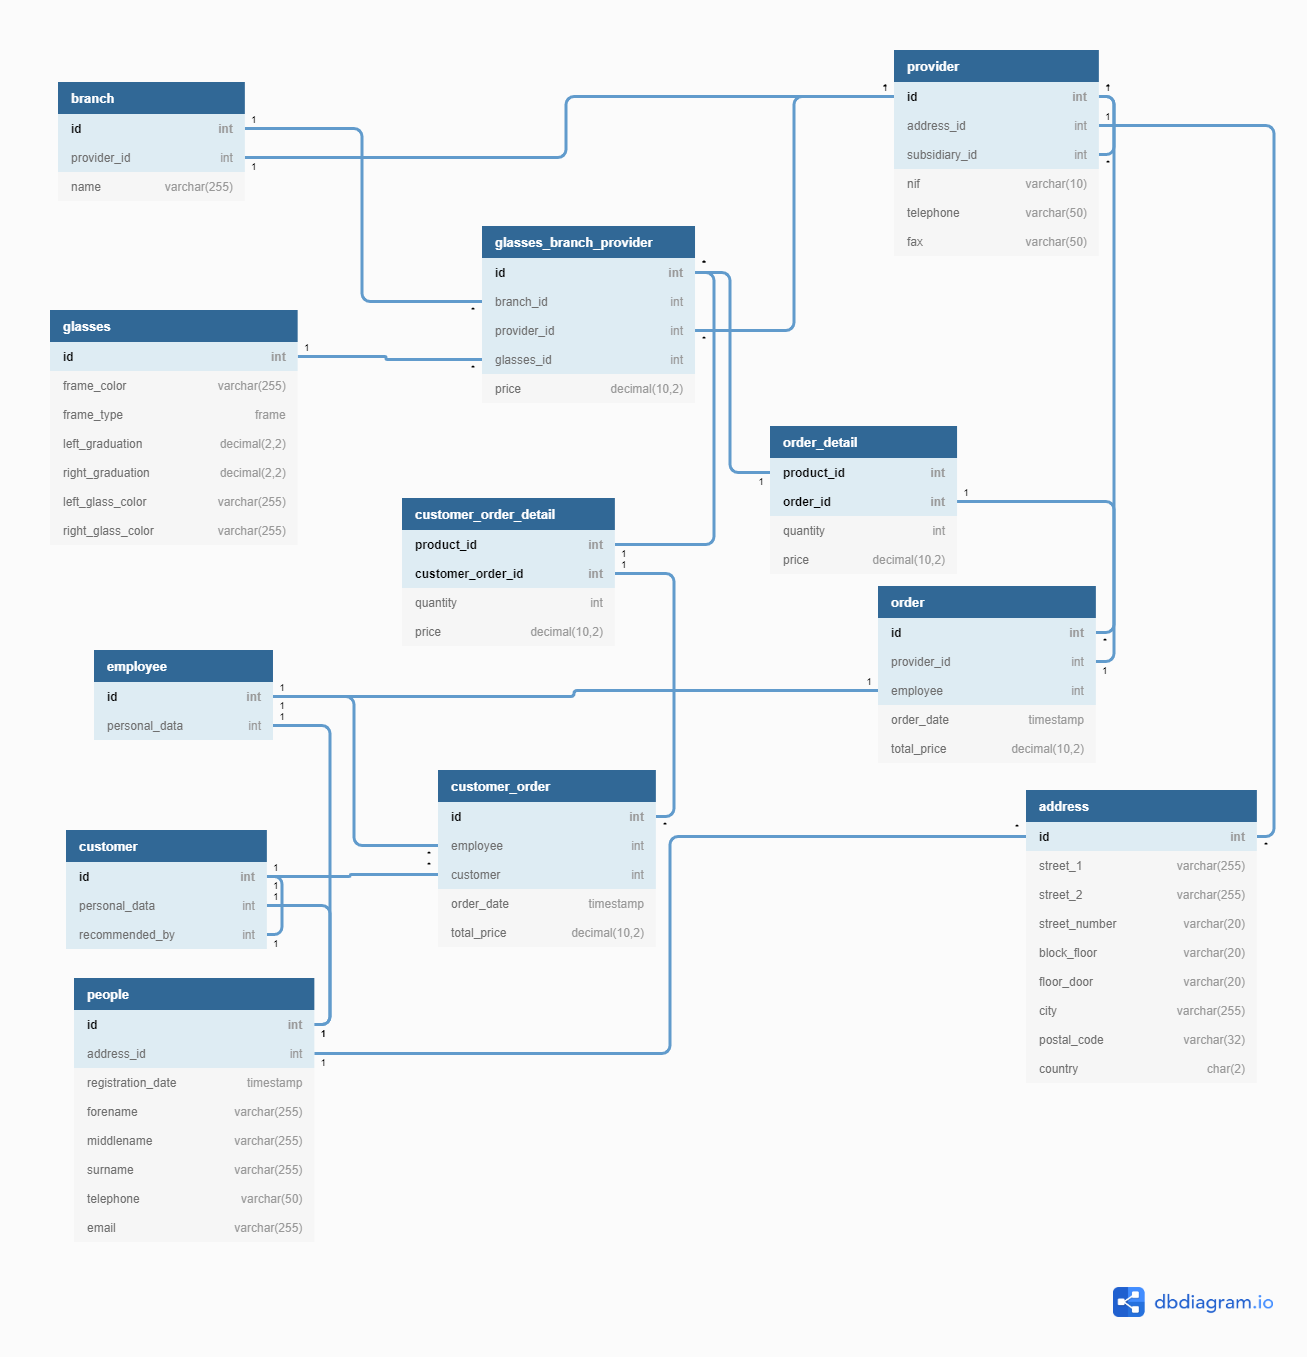 branch
id int
provider_id int
name varchar(255)
provider
id int
address_id int
subsidiary_id int
nif varchar(10)
telephone varchar(50)
fax varchar(50)
glasses_branch_provider
id int
branch_id int
provider_id int
glasses_id int
price decimal(10,2)
glasses
id int
frame_color varchar(255)
frame_type frame
left_graduation decimal(2,2)
right_graduation decimal(2,2)
left_glass_color varchar(255)
right_glass_color varchar(255)
order_detail
product_id int
order_id int
quantity int
price decimal(10,2)
customer_order_detail
product_id int
customer_order_id int
quantity int
price decimal(10,2)
order
id int
provider_id int
employee int
order_date timestamp
total_price decimal(10,2)
employee
id int
personal_data int
customer_order
id int
employee int
customer int
order_date timestamp
total_price decimal(10,2)
address
id int
street_1 varchar(255)
street_2 varchar(255)
street_number varchar(20)
block_floor varchar(20)
floor_door varchar(20)
city varchar(255)
postal_code varchar(32)
country char(2)
customer
id int
personal_data int
recommended_by int
people
id int
address_id int
registration_date timestamp
forename varchar(255)
middlename varchar(255)
surname varchar(255)
telephone varchar(50)
email varchar(255)
dbdiagram.io